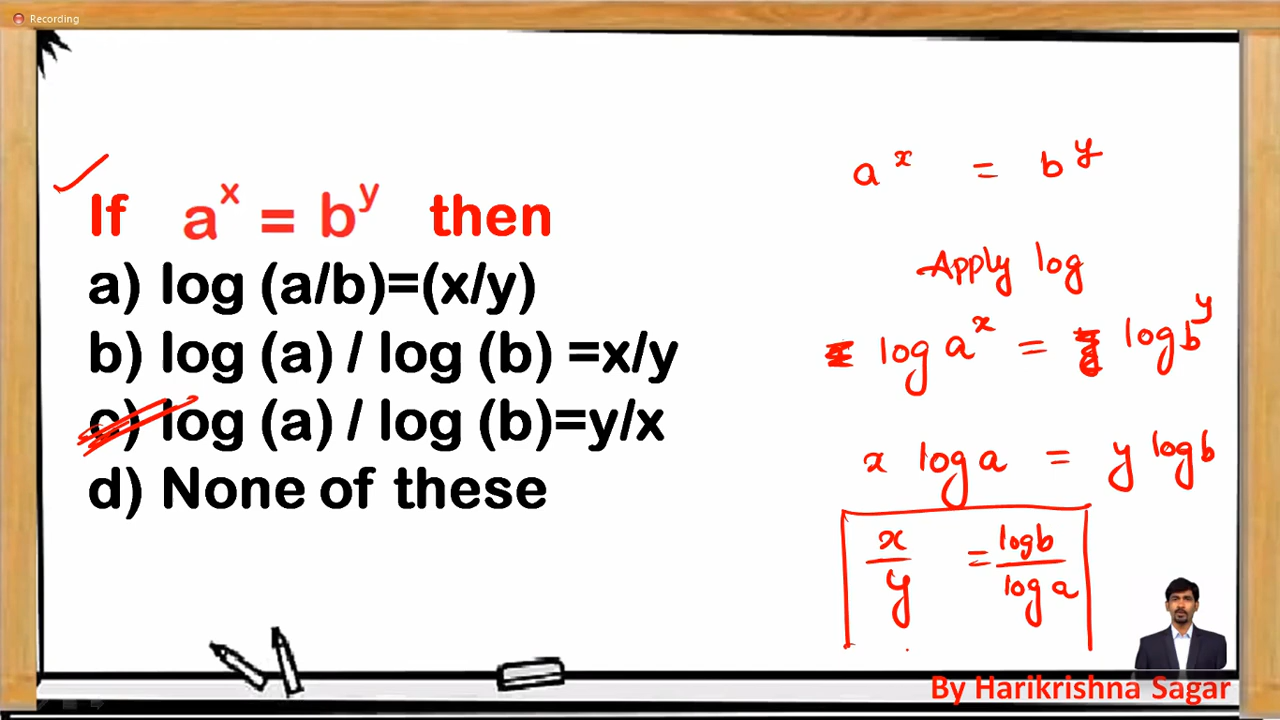 Recording
If a^x = b^y then
a) log (a/b)=(x/y)
b) log (a) / log (b) =x/y
c) log (a) / log (b)=y/x
d) None of these
a^x = b^y
Apply log
log a^x = log b^y
x log a = y log b
x/y = log b/log a
By Harikrishna Sagar